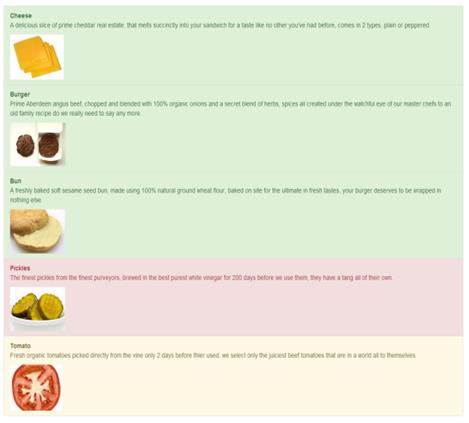 Cheese
A delicious slice of prime cheddar real estate, that melts succinctly into your sandwich for a taste like no other you've had before, comes in 2 types, plain or peppered.
Burger
Prime Aberdeen angus beef, chopped and blended with 100% organic onions and a secret blend of herbs, spices all created under the watchful eye of our master chefs to an
old family recipe do we really need to say any more.
Bun
A freshly baked soft sesame seed bun, made using 100% natural ground wheat flour, baked on site for the ultimate in fresh tastes, your burger deserves to be wrapped in
nothing else.
Pickles
The finest pickles from the finest purveyors, brewed in the best purest white vinegar for 200 days before we use them, they have a tang all of their own.
Tomato
Fresh organic tomatoes picked directly from the vine only 2 days before thier used, we select only the juiciest beef tomatoes that are in a world all to themselves.